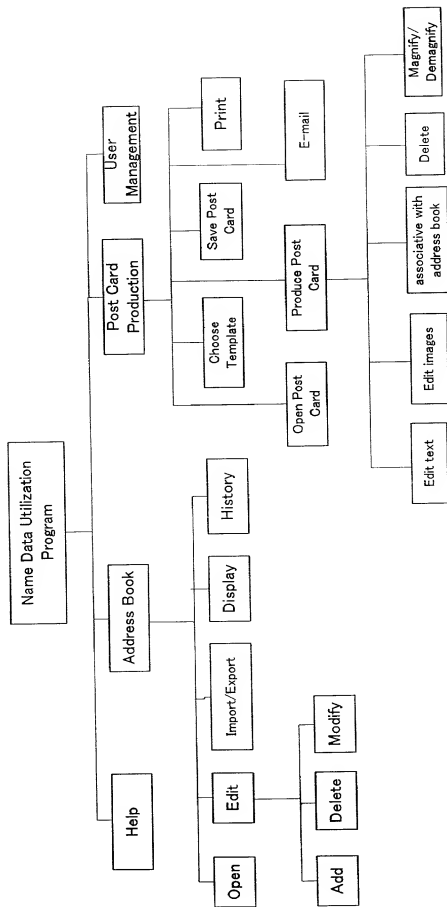 Name Data Utilization
Program
Help
Address Book
Post Card
Production
User
Management
Open
Edit
Import/Export
Display
History
Add
Delete
Modify
Choose
Template
Save Post
Card
Print
Open Post
Card
Produce Post
Card
E-mail
Edit text
Edit images
associative with
address book
Delete
Magnify/
Demagnify